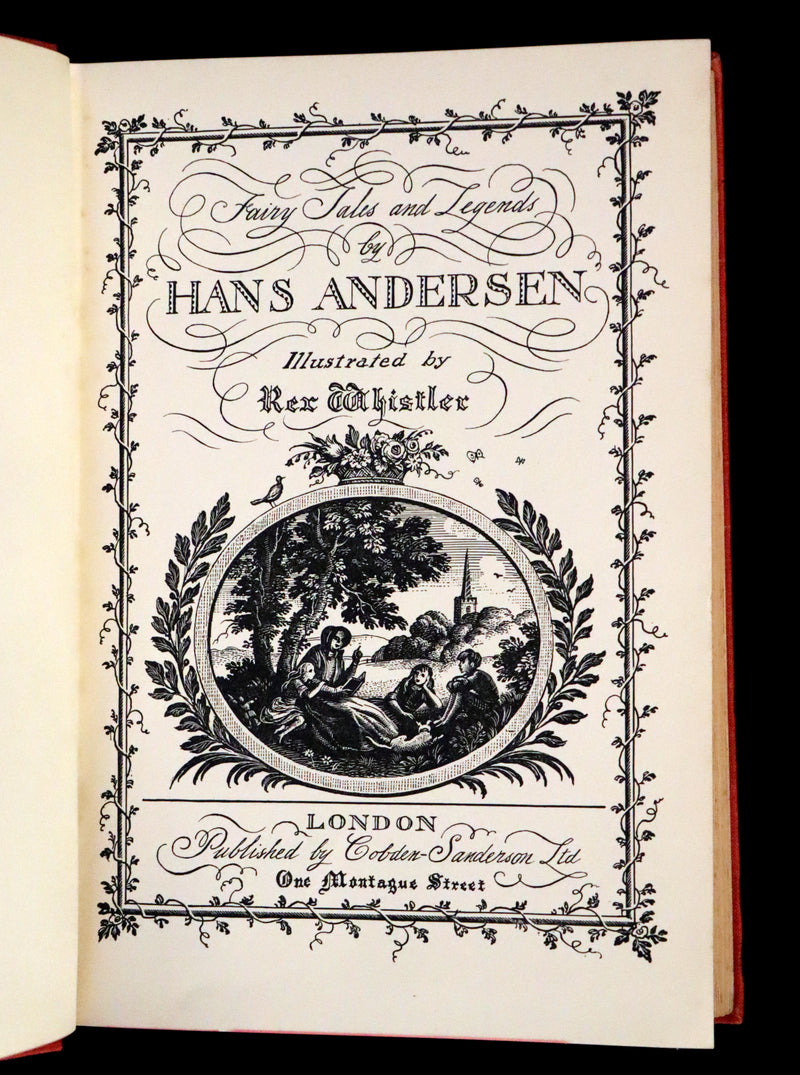 Fairy Tales and Legends
by
HANS ANDERSEN
Illustrated by
Rex Whistler
LONDON
Published by Cobden-Sanderson Ltd
One Montague Street